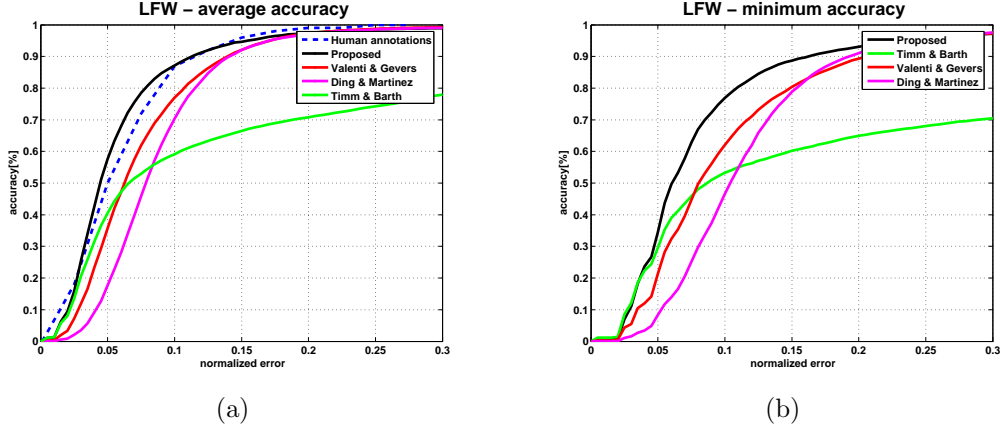 LFW − average accuracy
1
0.9
0.8
0.7
0.6
0.5
0.4
0.3
0.2
0.1
0
accuracy[%]
0
0.05
0.1
0.15
0.2
0.25
0.3
normalized error
Human annotations
Proposed
Valenti & Gevers
Ding & Martinez
Timm & Barth
(a)
LFW − minimum accuracy
1
0.9
0.8
0.7
0.6
0.5
0.4
0.3
0.2
0.1
0
accuracy[%]
0
0.05
0.1
0.15
0.2
0.25
0.3
normalized error
Proposed
Timm & Barth
Valenti & Gevers
Ding & Martinez
(b)